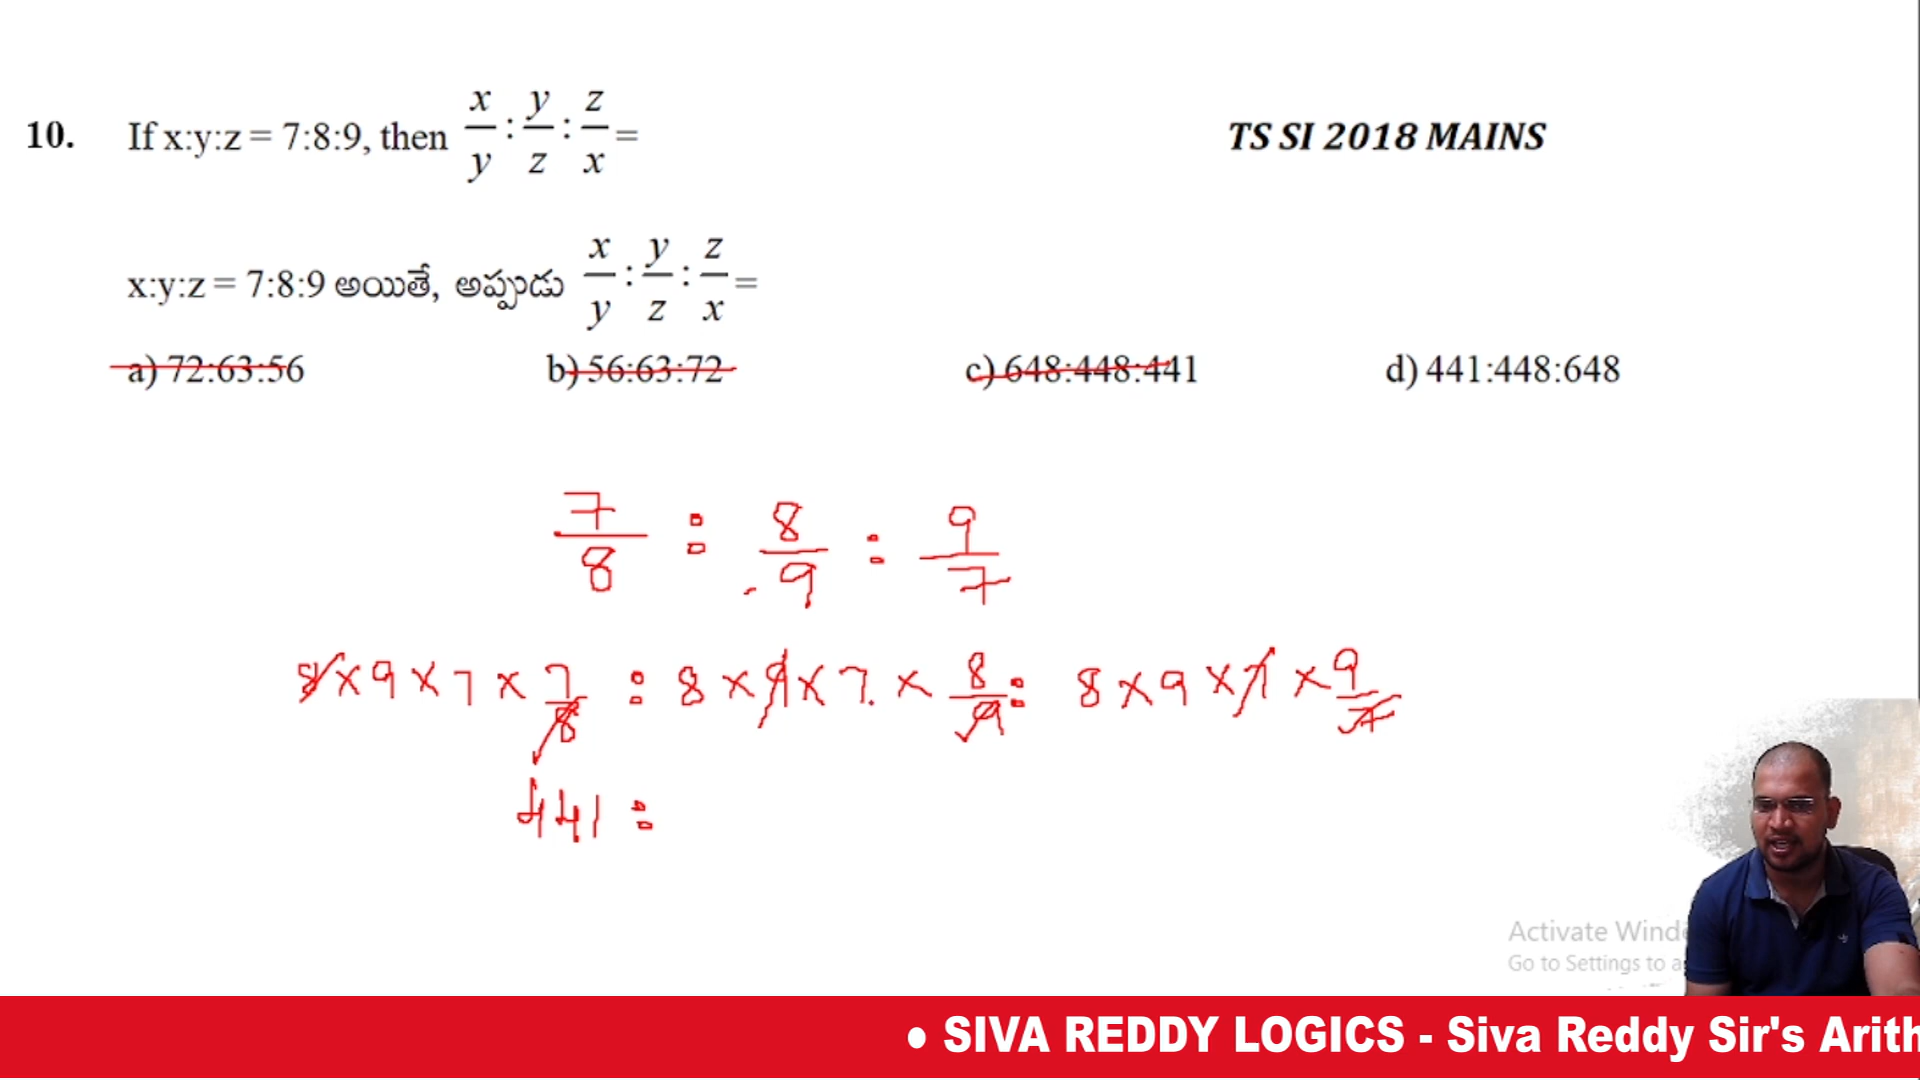 10. If x:y:z = 7:8:9, then x/y : y/z : z/x = TS SI 2018 MAINS
x:y:z = 7:8:9 అయితే, అప్పుడు x/y : y/z : z/x =
a) 72:63:56 b) 56:63:72 c) 648:448:441 d) 441:448:648
7/8 : 8/9 : 9/7
8 × 9 × 7 × 7/8 : 8 × 9 × 7 × 8/9 : 8 × 9 × 7 × 9/7
441 :
Activate Wind
Go to Settings to a
• SIVA REDDY LOGICS - Siva Reddy Sir's Arith